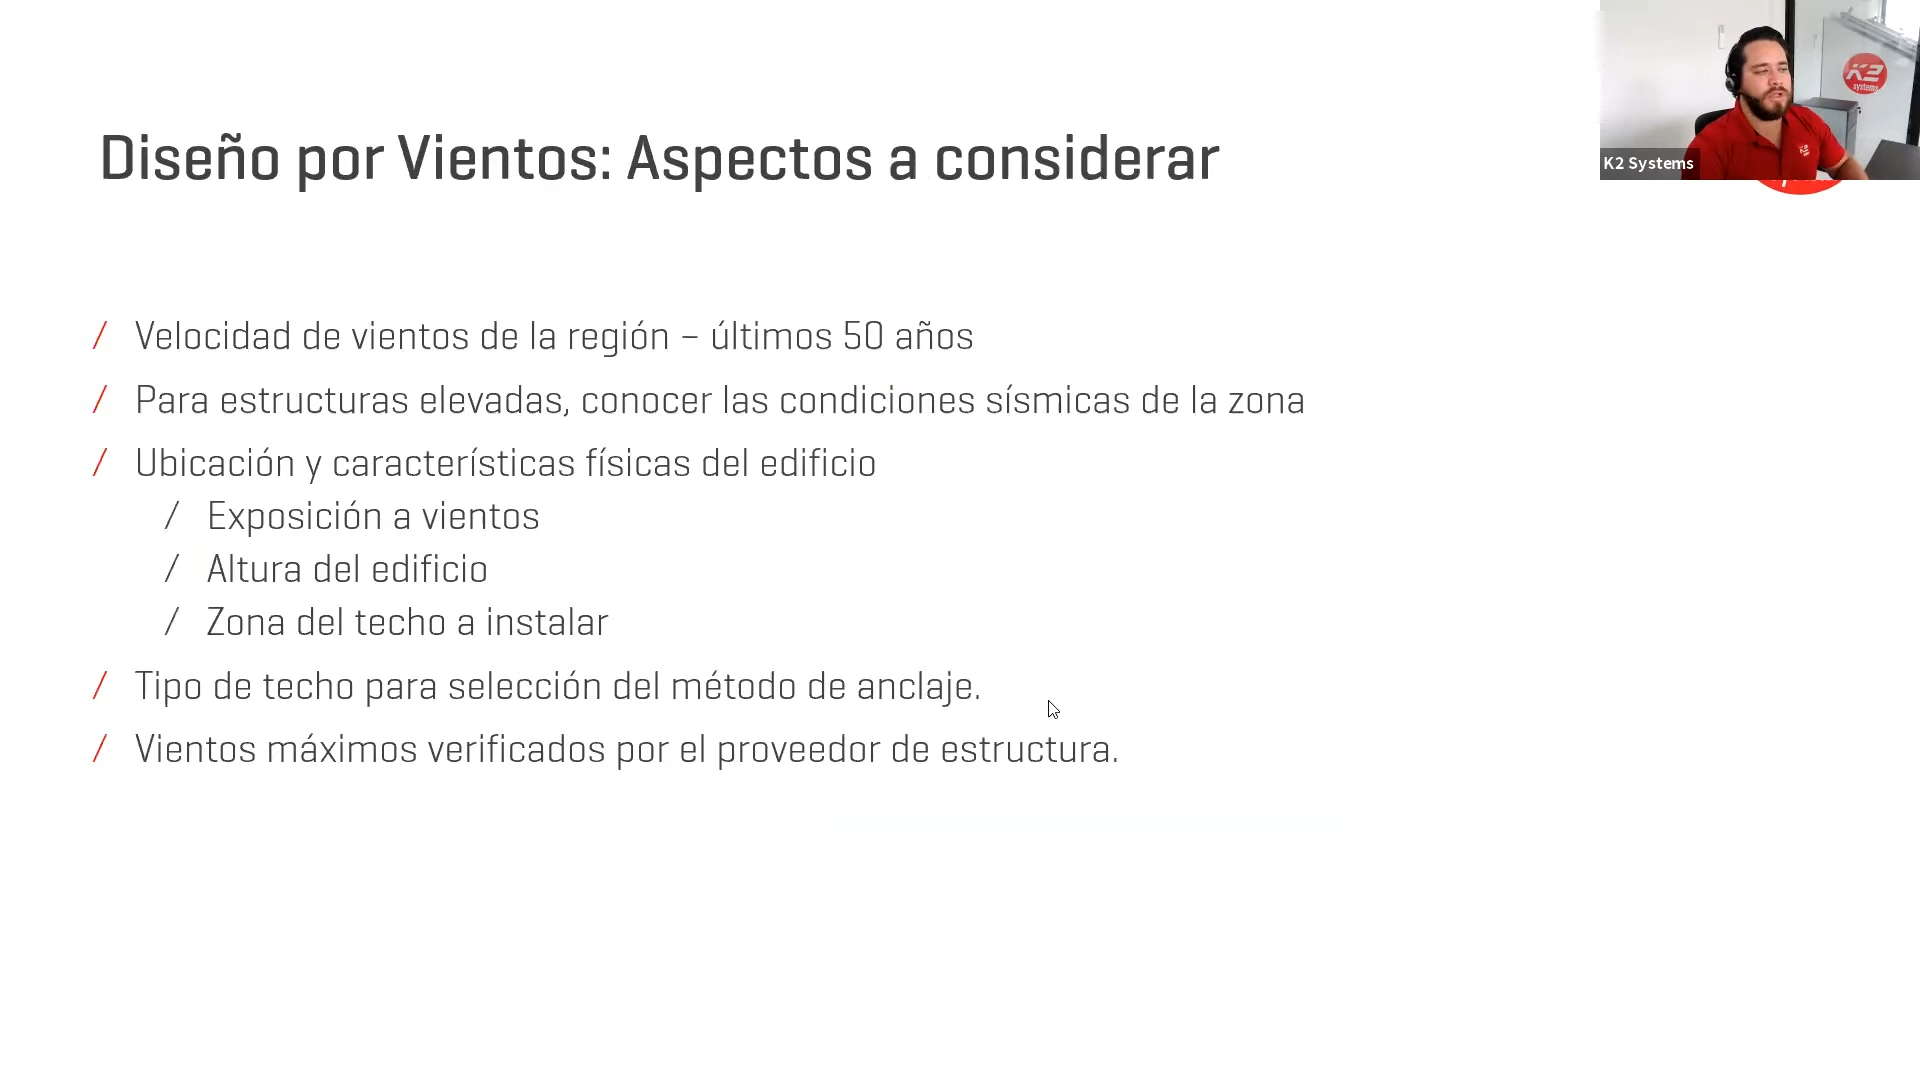 K2
systems
K2 Systems
Diseño por Vientos: Aspectos a considerar
/ Velocidad de vientos de la región – últimos 50 años
/ Para estructuras elevadas, conocer las condiciones sísmicas de la zona
/ Ubicación y características físicas del edificio
/ Exposición a vientos
/ Altura del edificio
/ Zona del techo a instalar
/ Tipo de techo para selección del método de anclaje.
/ Vientos máximos verificados por el proveedor de estructura.